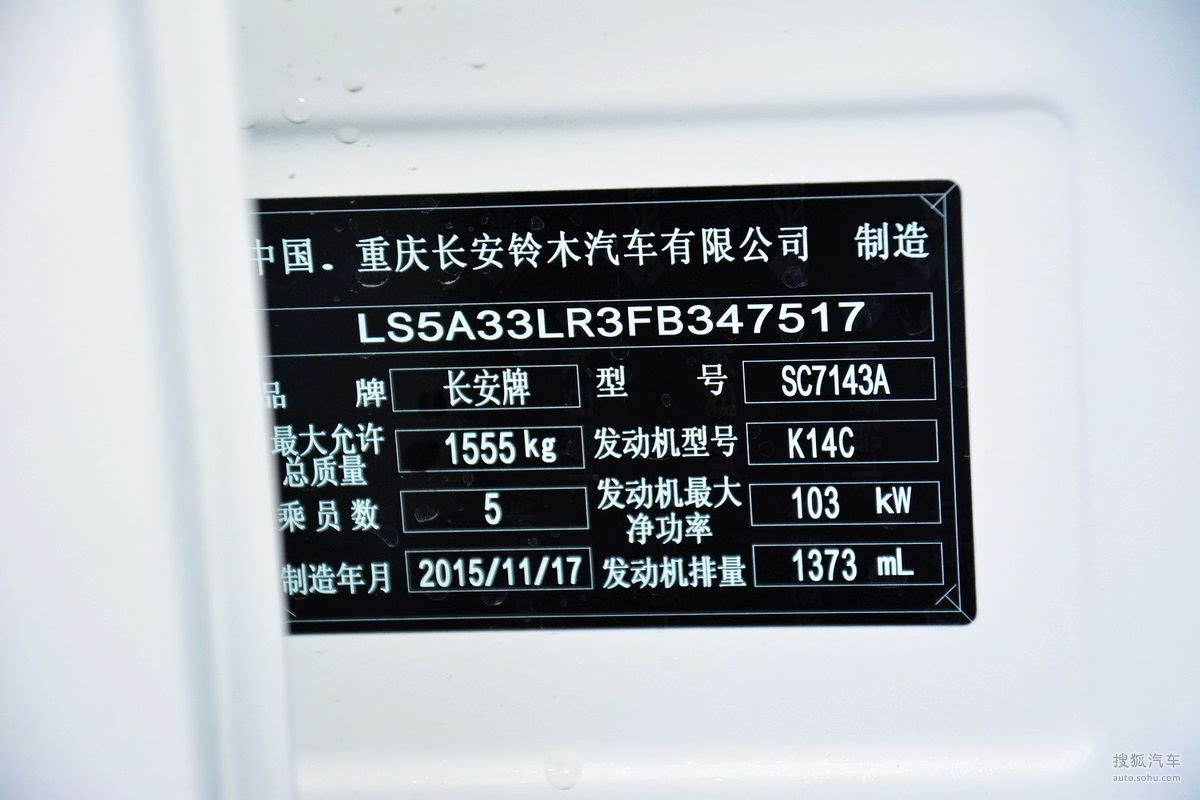 中国．重庆长安铃木汽车有限公司 制造
LS5A33LR3FB347517
品 牌 长安牌 型 号 SC7143A
最大允许总质量 1555kg 发动机型号 K14C
乘员数 5 发动机最大净功率 103 kW
制造年月 2015/11/17 发动机排量 1373 mL
搜狐汽车
auto.sohu.com